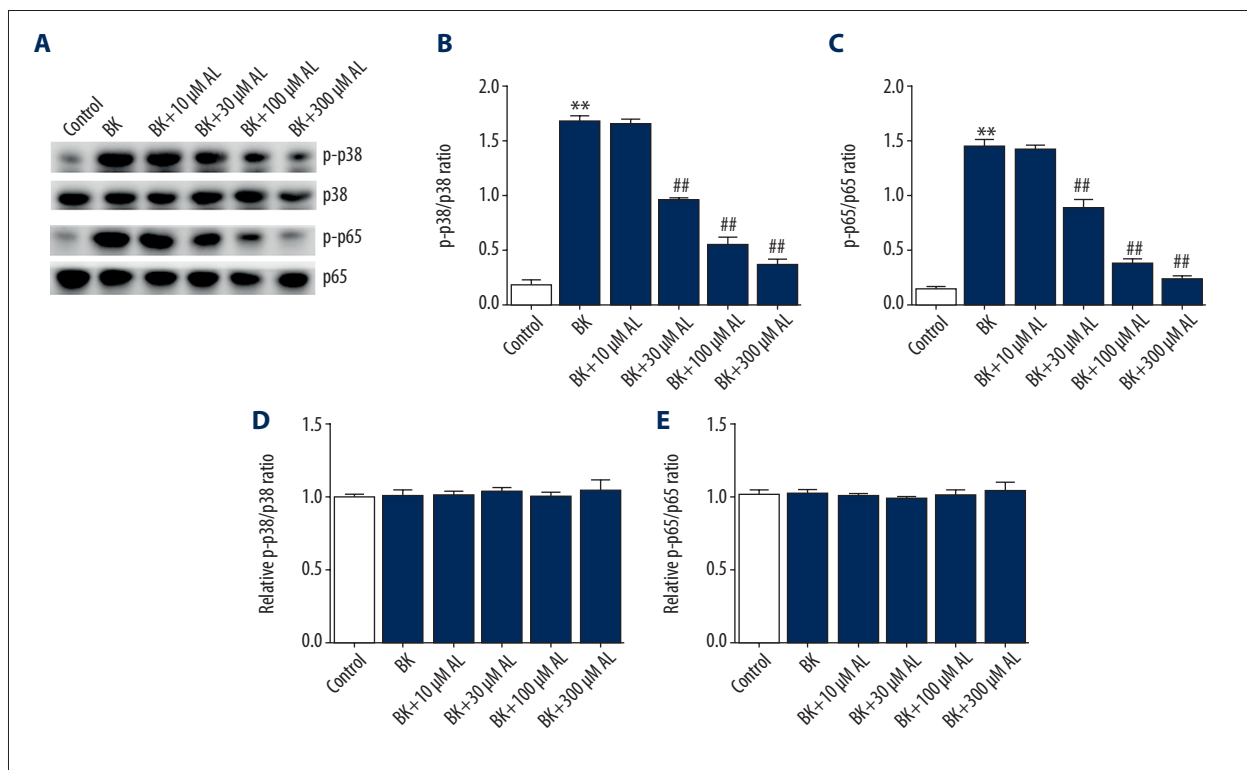 A
Control
BK
BK+10 µM AL
BK+30 µM AL
BK+100 µM AL
BK+300 µM AL
p-p38
p38
p-p65
p65
B
p-p38/p38 ratio
2.0
1.5
1.0
0.5
0.0
**
##
##
##
Control
BK
BK+10 µM AL
BK+30 µM AL
BK+100 µM AL
BK+300 µM AL
C
p-p65/p65 ratio
2.0
1.5
1.0
0.5
0.0
**
##
##
##
Control
BK
BK+10 µM AL
BK+30 µM AL
BK+100 µM AL
BK+300 µM AL
D
Relative p-p38/p38 ratio
1.5
1.0
0.5
0.0
Control
BK
BK+10 µM AL
BK+30 µM AL
BK+100 µM AL
BK+300 µM AL
E
Relative p-p65/p65 ratio
1.5
1.0
0.5
0.0
Control
BK
BK+10 µM AL
BK+30 µM AL
BK+100 µM AL
BK+300 µM AL